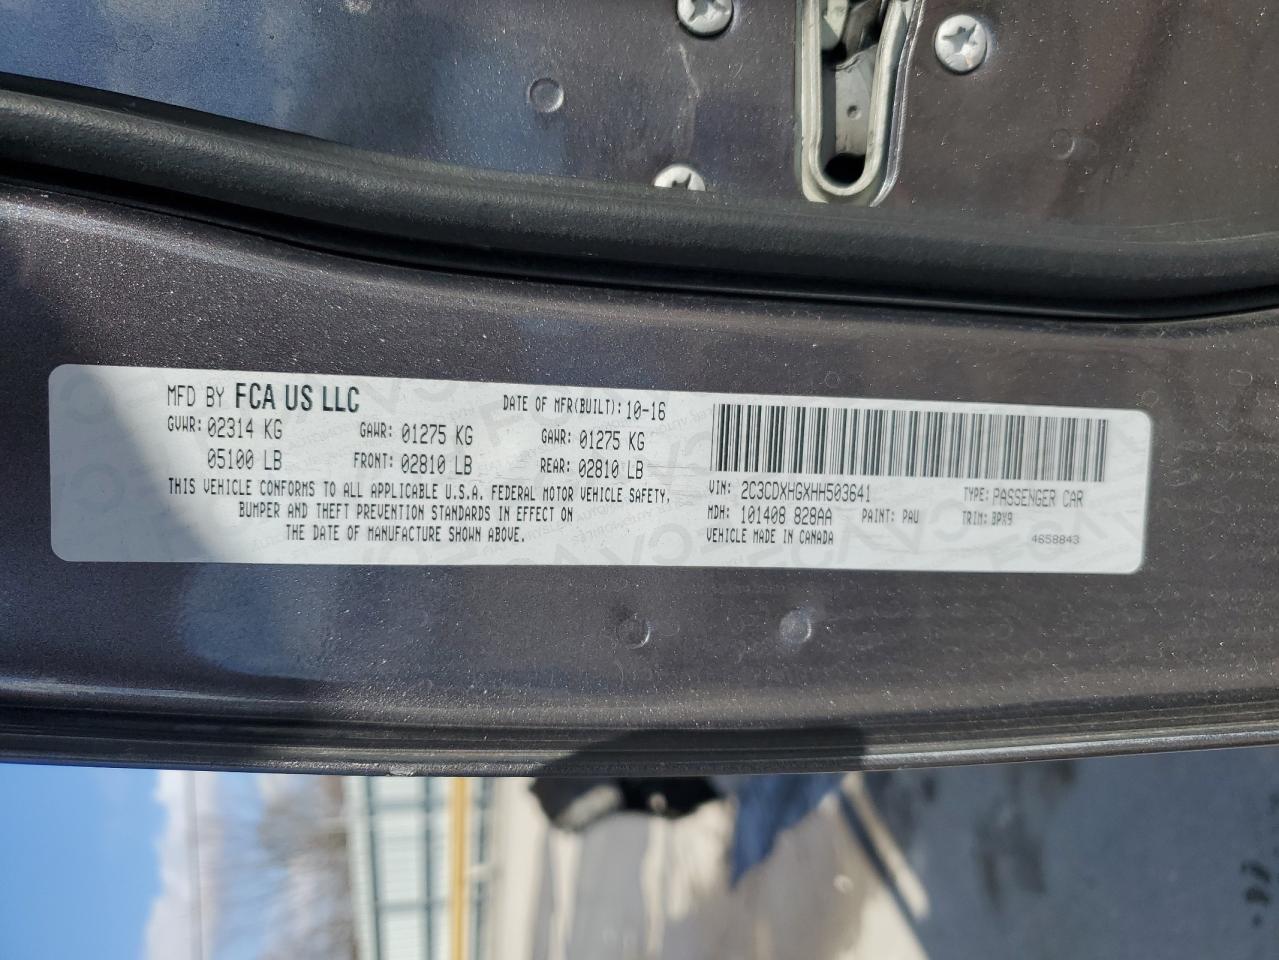 MFD BY FCA US LLC
DATE OF MFR(BUILT): 10-16
GVWR: 02314 KG GAWR: 01275 KG GAWR: 01275 KG
05100 LB FRONT: 02810 LB REAR: 02810 LB
THIS VEHICLE CONFORMS TO ALL APPLICABLE U.S.A. FEDERAL MOTOR VEHICLE SAFETY,
BUMPER AND THEFT PREVENTION STANDARDS IN EFFECT ON
THE DATE OF MANUFACTURE SHOWN ABOVE.
VIN: 2C3CDXHGXHH503641 TYPE: PASSENGER CAR
MDH: 101408 828AA PAINT: PAU TRIM: BPX9
VEHICLE MADE IN CANADA 4658843